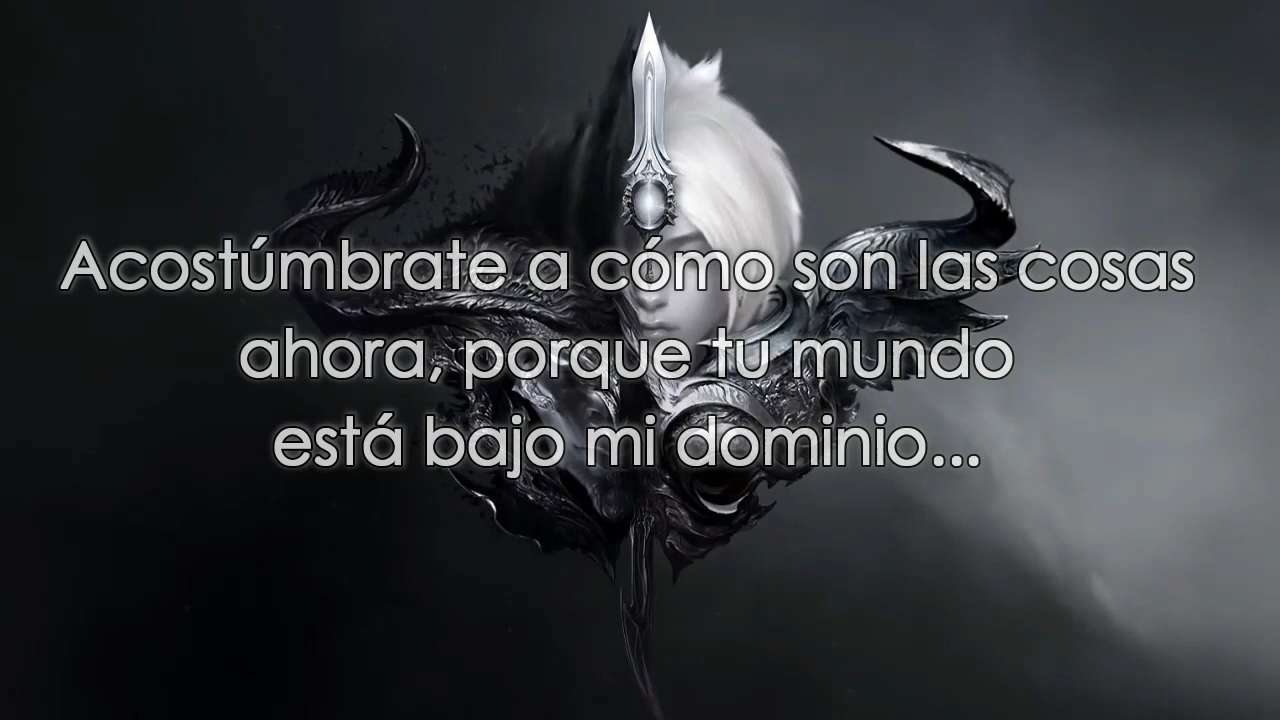 Acostúmbrate a cómo son las cosas
ahora, porque tu mundo
está bajo mi dominio...